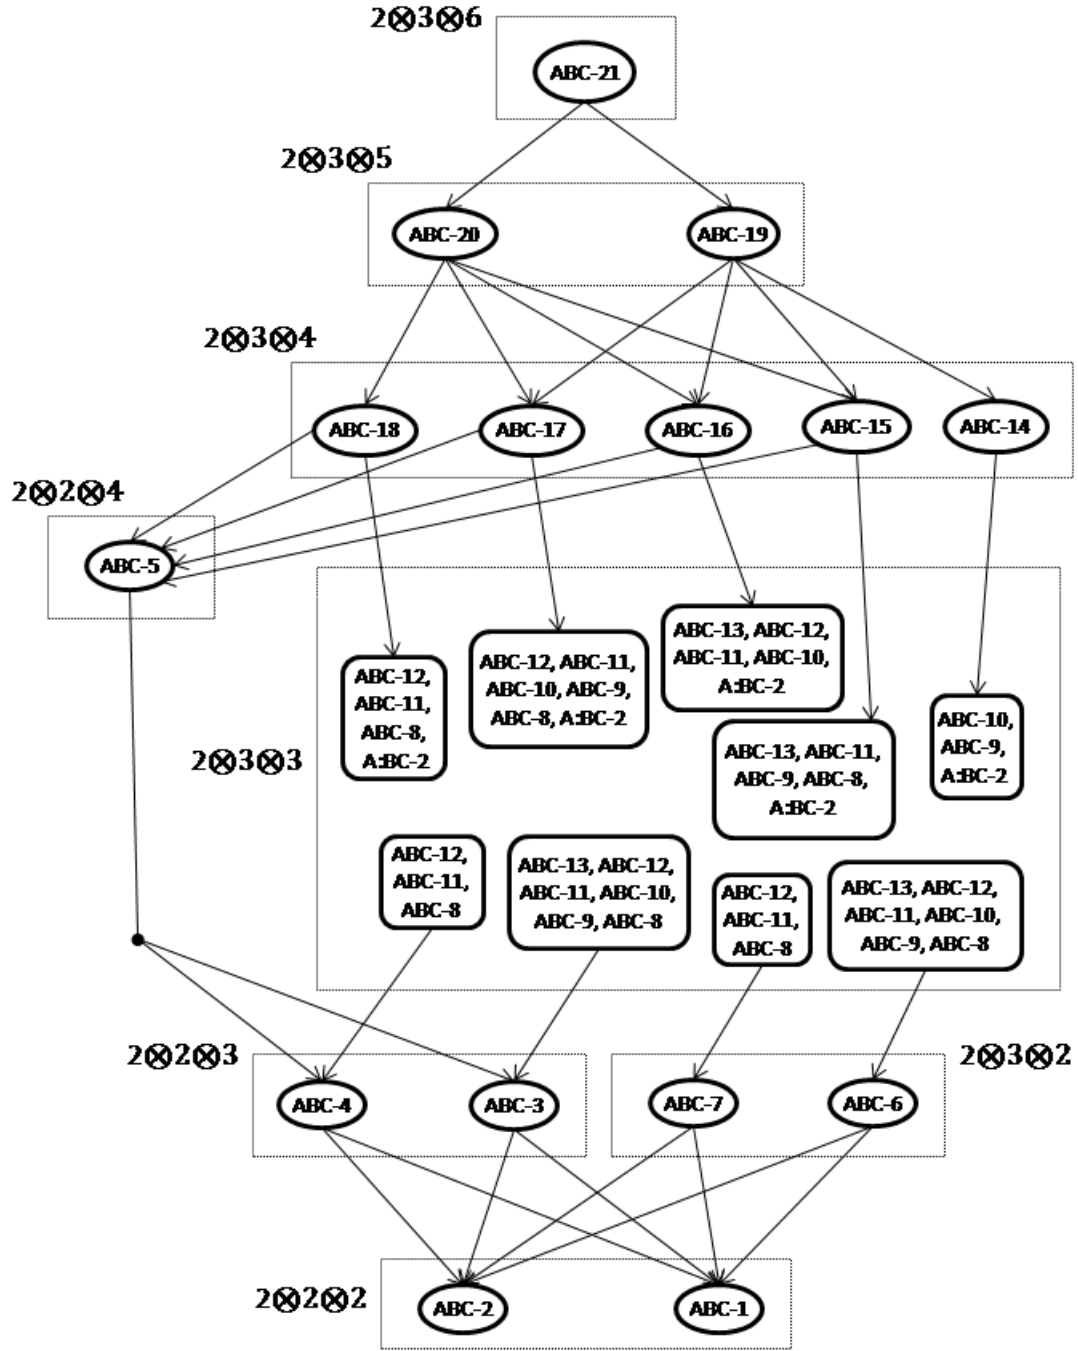 2⊗3⊗6
ABC-21
2⊗3⊗5
ABC-20
ABC-19
2⊗3⊗4
ABC-18
ABC-17
ABC-16
ABC-15
ABC-14
2⊗2⊗4
ABC-5
2⊗3⊗3
ABC-12,
ABC-11,
ABC-8,
A:BC-2
ABC-12, ABC-11,
ABC-10, ABC-9,
ABC-8, A:BC-2
ABC-13, ABC-12,
ABC-11, ABC-10,
A:BC-2
ABC-13, ABC-11,
ABC-9, ABC-8,
A:BC-2
ABC-10,
ABC-9,
A:BC-2
ABC-12,
ABC-11,
ABC-8
ABC-13, ABC-12,
ABC-11, ABC-10,
ABC-9, ABC-8
ABC-12,
ABC-11,
ABC-8
ABC-13, ABC-12,
ABC-11, ABC-10,
ABC-9, ABC-8
2⊗2⊗3
ABC-4
ABC-3
2⊗3⊗2
ABC-7
ABC-6
2⊗2⊗2
ABC-2
ABC-1